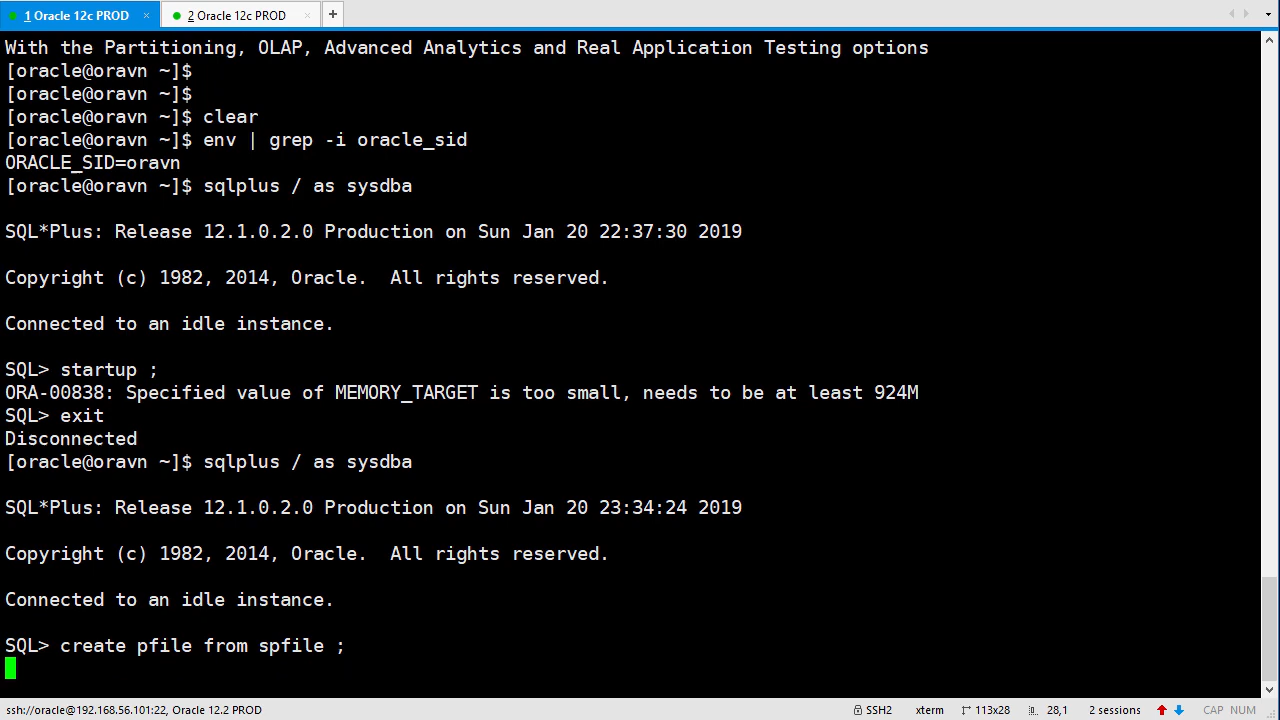 1 Oracle 12c PROD × 2 Oracle 12c PROD × +
With the Partitioning, OLAP, Advanced Analytics and Real Application Testing options
[oracle@oravn ~]$
[oracle@oravn ~]$
[oracle@oravn ~]$ clear
[oracle@oravn ~]$ env | grep -i oracle_sid
ORACLE_SID=oravn
[oracle@oravn ~]$ sqlplus / as sysdba
SQL*Plus: Release 12.1.0.2.0 Production on Sun Jan 20 22:37:30 2019
Copyright (c) 1982, 2014, Oracle.  All rights reserved.
Connected to an idle instance.
SQL> startup ;
ORA-00838: Specified value of MEMORY_TARGET is too small, needs to be at least 924M
SQL> exit
Disconnected
[oracle@oravn ~]$ sqlplus / as sysdba
SQL*Plus: Release 12.1.0.2.0 Production on Sun Jan 20 23:34:24 2019
Copyright (c) 1982, 2014, Oracle.  All rights reserved.
Connected to an idle instance.
SQL> create pfile from spfile ;
ssh://oracle@192.168.56.101:22, Oracle 12.2 PROD SSH2 xterm 113x28 28,1 2 sessions CAP NUM